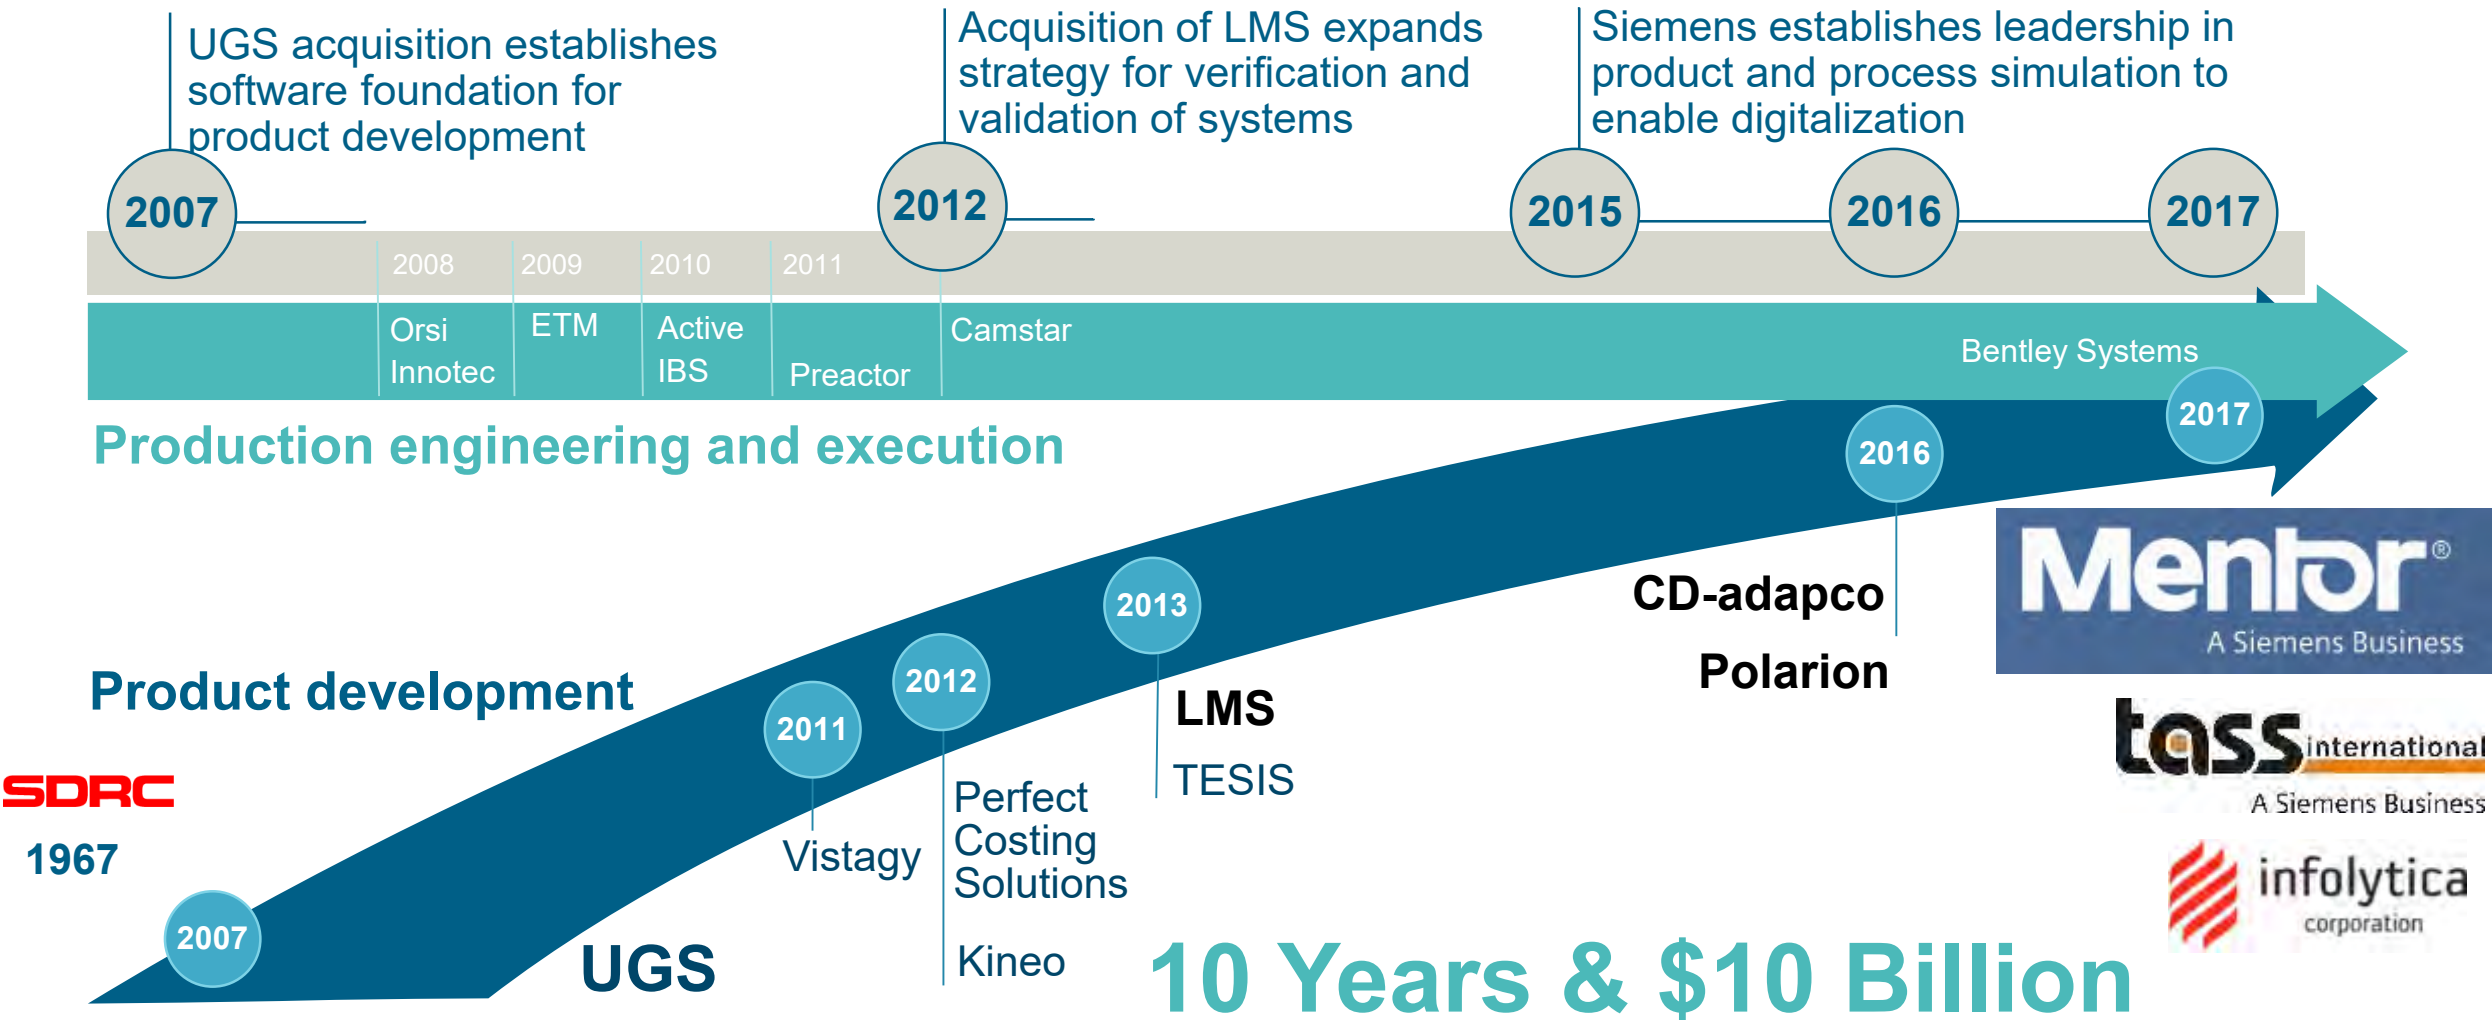 UGS acquisition establishes
software foundation for
product development
Acquisition of LMS expands
strategy for verification and
validation of systems
Siemens establishes leadership in
product and process simulation to
enable digitalization
2007
2012
2015
2016
2017
2008
2009
2010
2011
Orsi
Innotec
ETM
Active
IBS
Preactor
Camstar
Bentley Systems
Production engineering and execution
2017
2016
2013
2012
2011
2007
Product development
SDRC
1967
UGS
Vistagy
Perfect
Costing
Solutions
Kineo
LMS
TESIS
CD-adapco
Polarion
Mentor®
A Siemens Business
tass international
A Siemens Business
infolytica
corporation
10 Years & $10 Billion